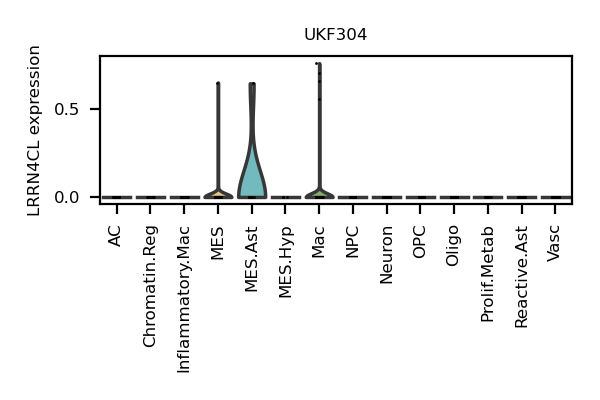 UKF304
LRRN4CL expression
0.5
0.0
AC
Chromatin.Reg
Inflammatory.Mac
MES
MES.Ast
MES.Hyp
Mac
NPC
Neuron
OPC
Oligo
Prolif.Metab
Reactive.Ast
Vasc